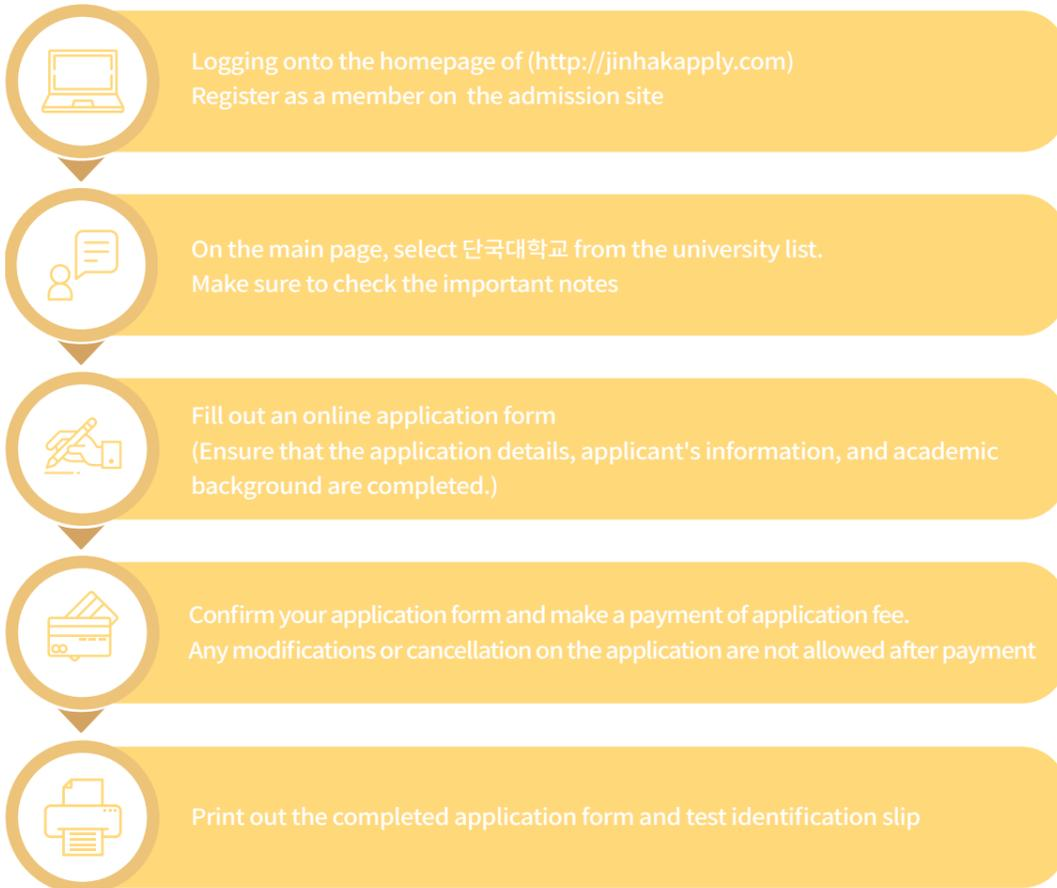 Logging onto the homepage of (http://jinhakapply.com)
Register as a member on the admission site
On the main page, select 단국대학교 from the university list.
Make sure to check the important notes
Fill out an online application form
(Ensure that the application details, applicant's information, and academic
background are completed.)
Confirm your application form and make a payment of application fee.
Any modifications or cancellation on the application are not allowed after payment
Print out the completed application form and test identification slip